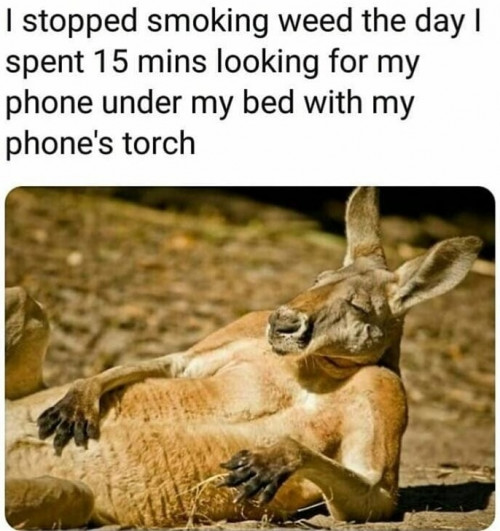 I stopped smoking weed the day I
spent 15 mins looking for my
phone under my bed with my
phone's torch